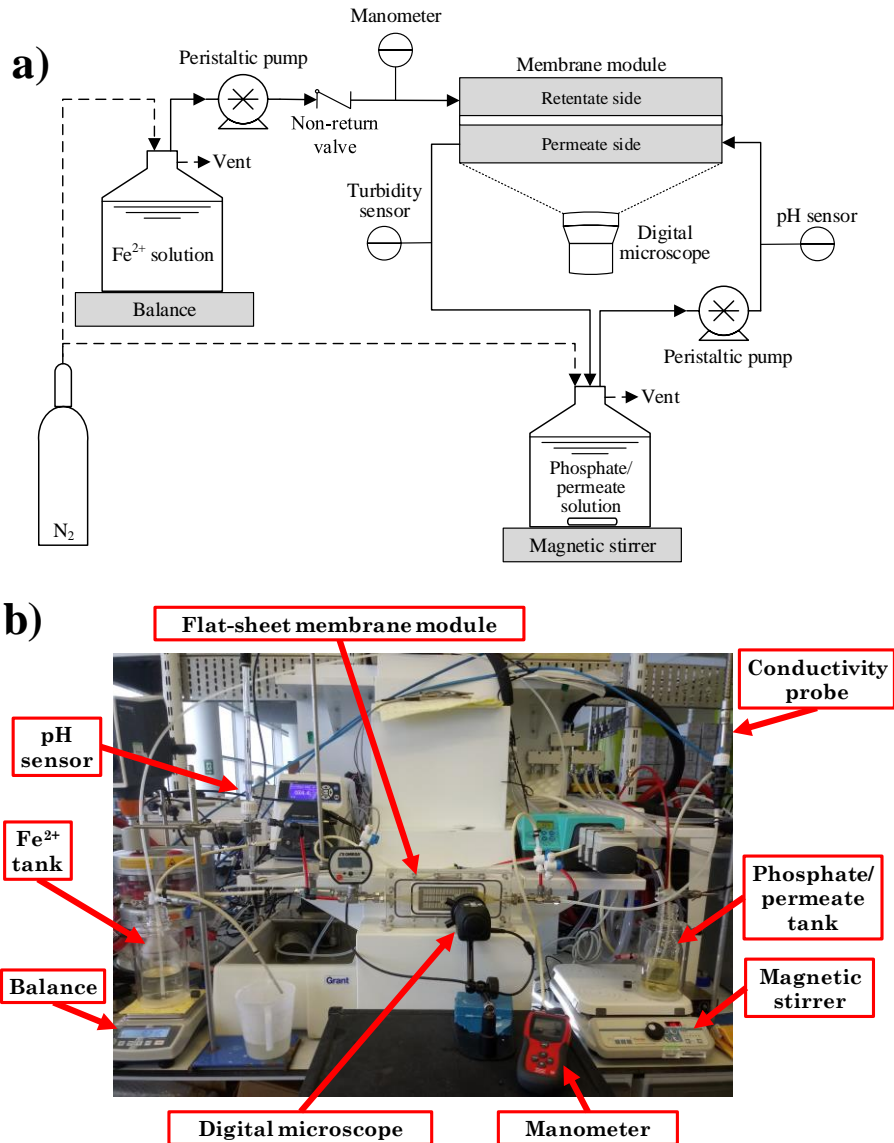 a)
Manometer
Peristaltic pump
Membrane module
Retentate side
Non-return
valve
Permeate side
Vent
Turbidity
sensor
pH sensor
Fe²⁺ solution
Digital
microscope
Balance
Peristaltic pump
Vent
Phosphate/
permeate
solution
N₂
Magnetic stirrer
b)
Flat-sheet membrane module
Conductivity
probe
pH
sensor
Fe²⁺
tank
Phosphate/
permeate
tank
Grant
Balance
Magnetic
stirrer
Digital microscope
Manometer